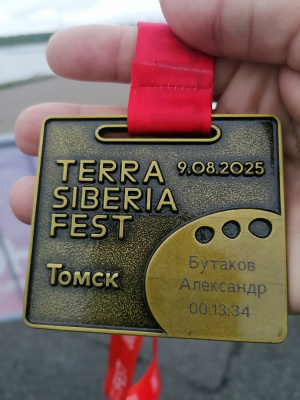 TERRA 9.08.2025
SIBERIA
FEST
Томск
Бутаков
Александр
00:13:34